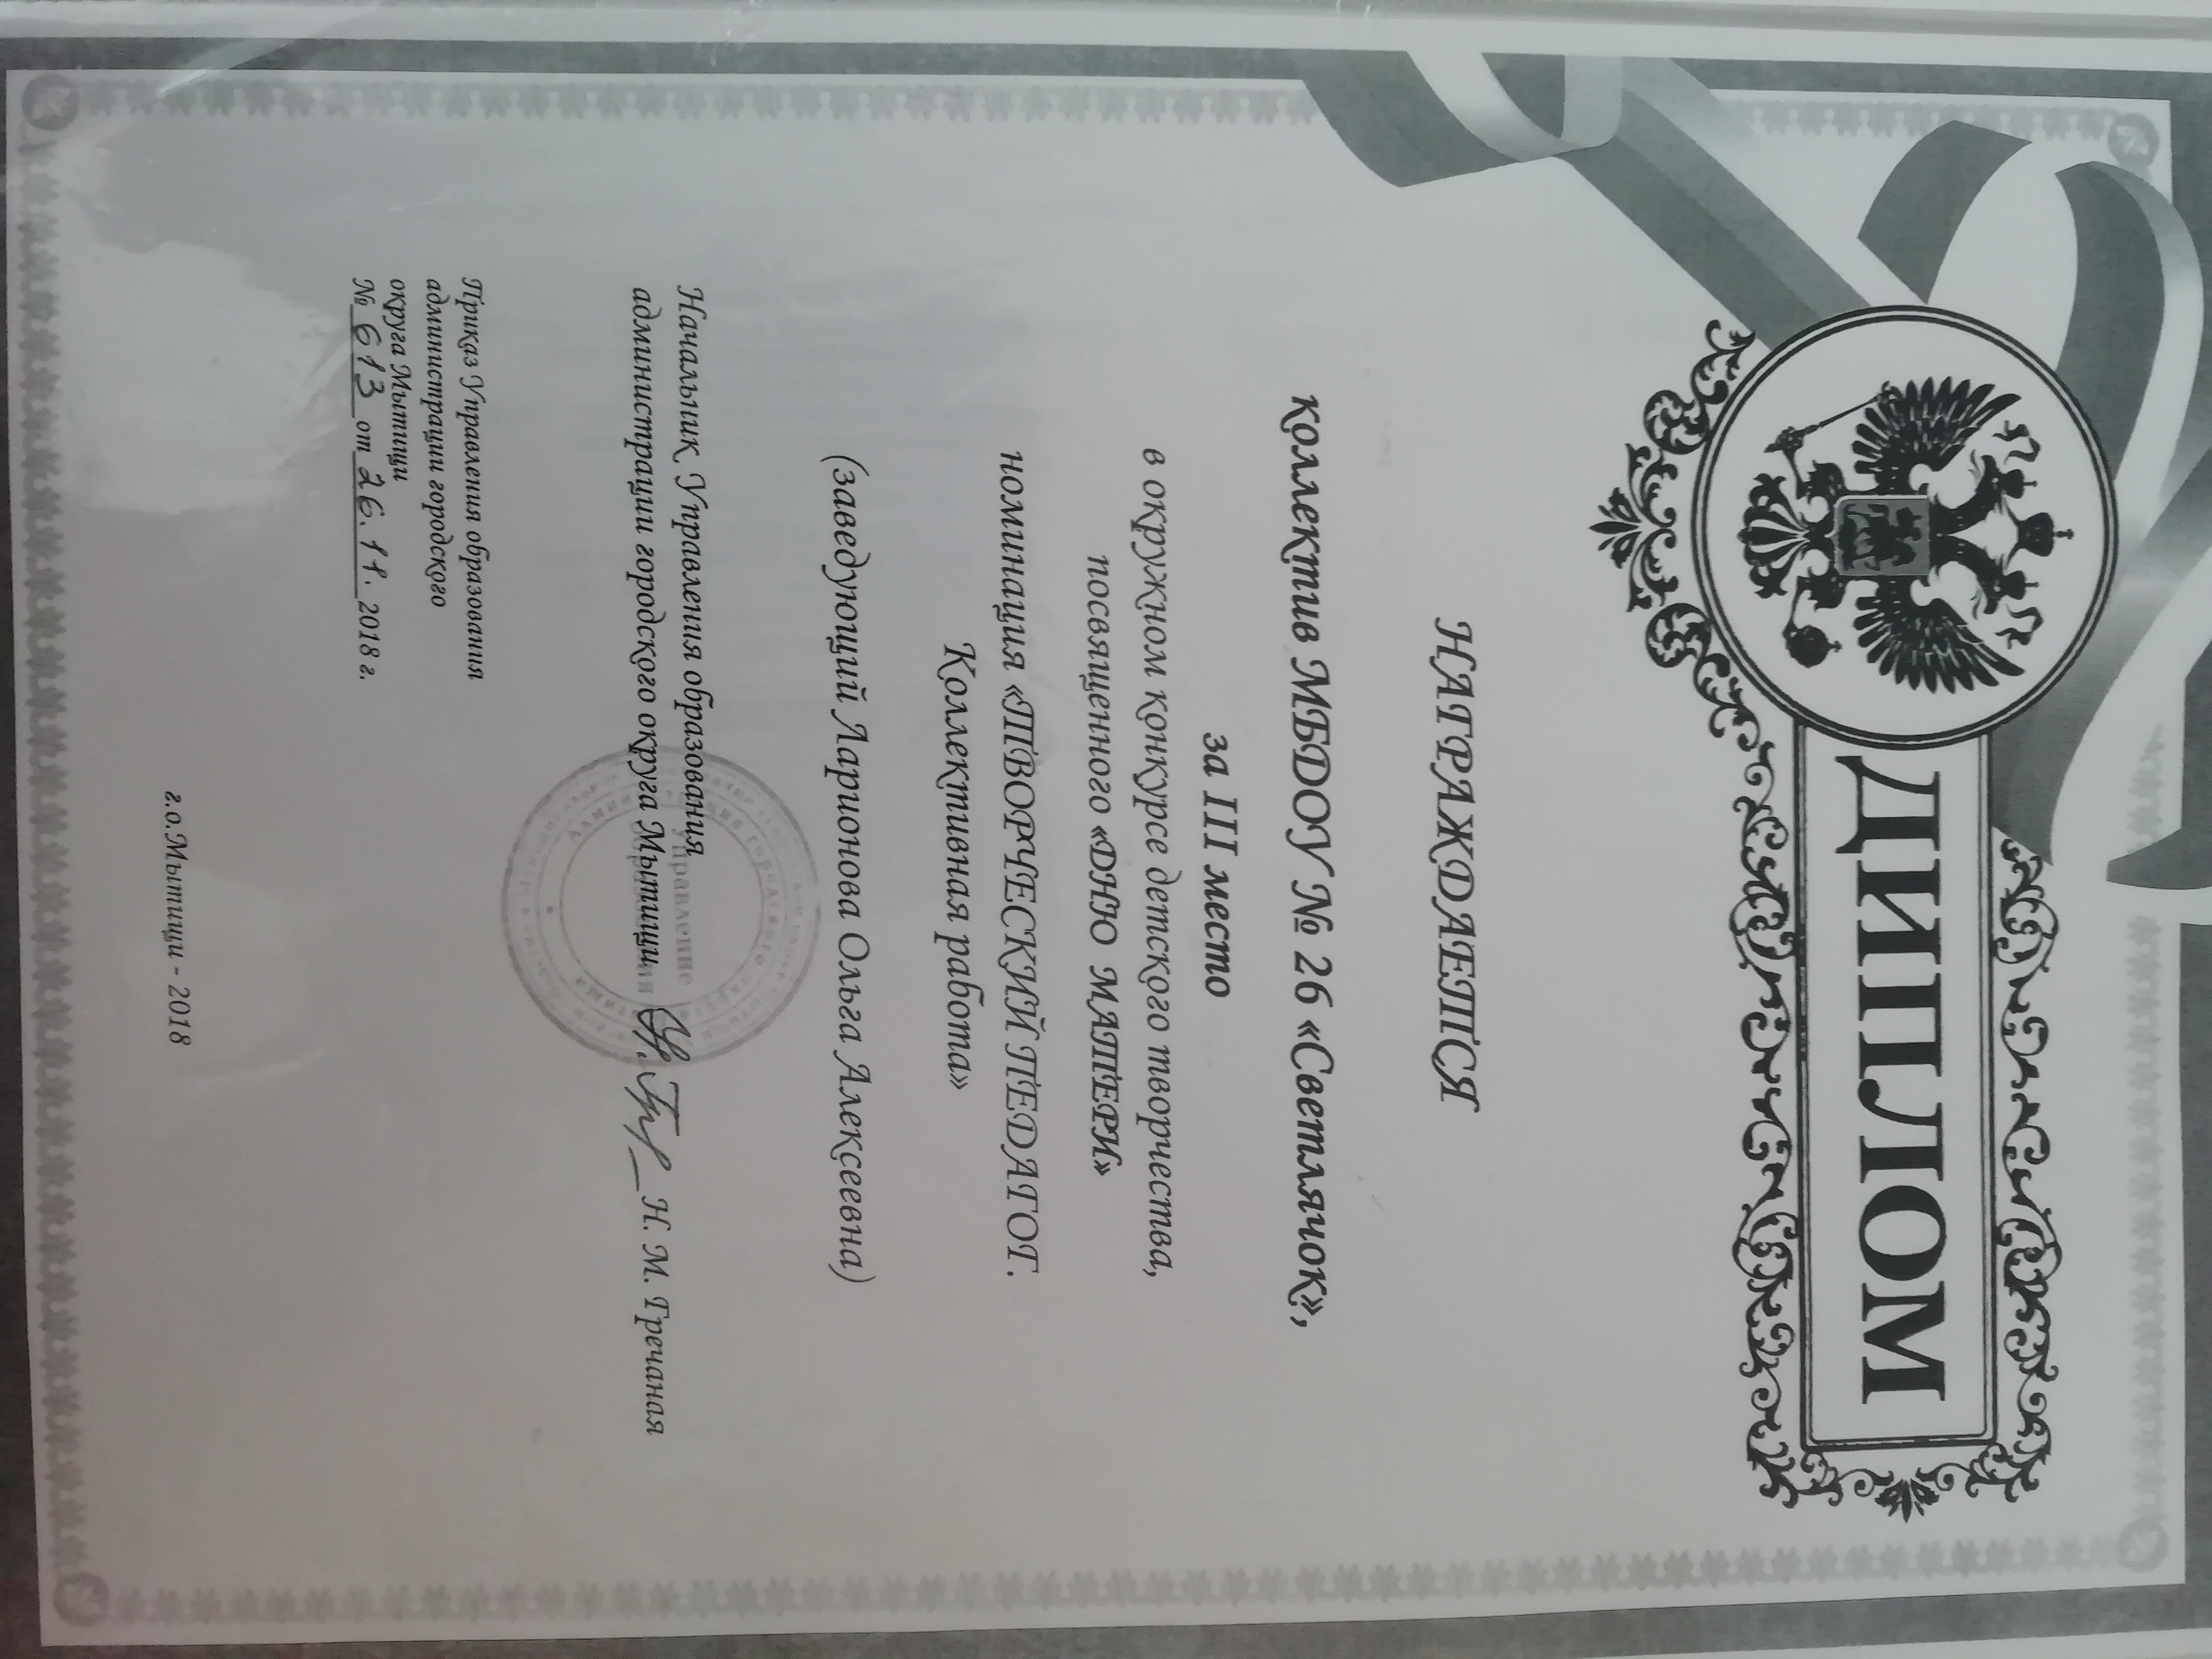 ДИПЛОМ
НАГРАЖДАЕТСЯ
коллектив МБДОУ № 26 «Светлячок»,
за III место
в окружном конкурсе детского творчества,
посвященного «ДНЮ МАТЕРИ»
номинация «ТВОРЧЕСКИЙ ПЕДАГОГ.
Коллективная работа»
(заведующий Ларионова Ольга Алексеевна)
Начальник Управления образования
администрации городского округа Мытищи Н. М. Гречаная
Управление
Приказ Управления образования
администрации городского
округа Мытищи
№ 613 от 26.11.2018 г.
г.о.Мытищи - 2018